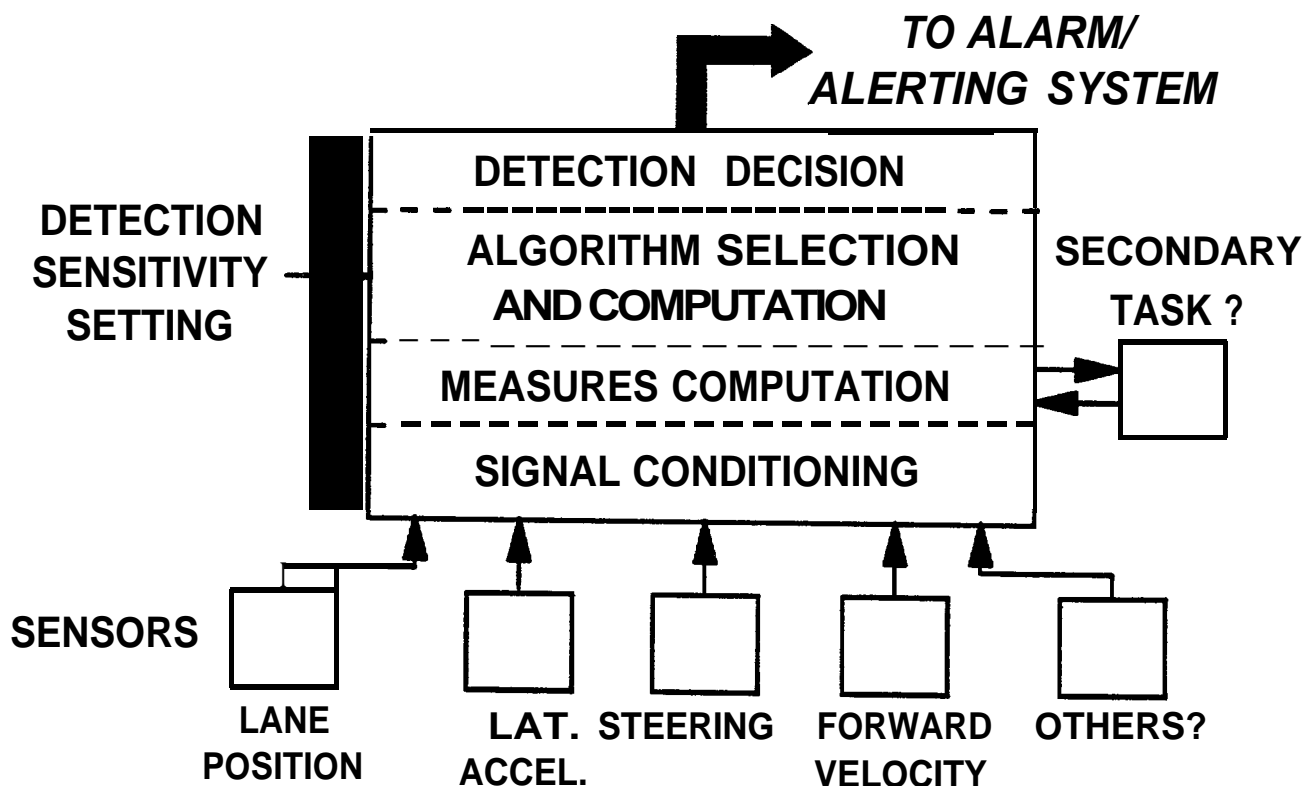 TO ALARM/
ALERTING SYSTEM
DETECTION DECISION
DETECTION
SENSITIVITY
SETTING
ALGORITHM SELECTION
AND COMPUTATION
SECONDARY
TASK ?
MEASURES COMPUTATION
SIGNAL CONDITIONING
SENSORS
LANE
POSITION
LAT.
ACCEL.
STEERING
FORWARD
VELOCITY
OTHERS?